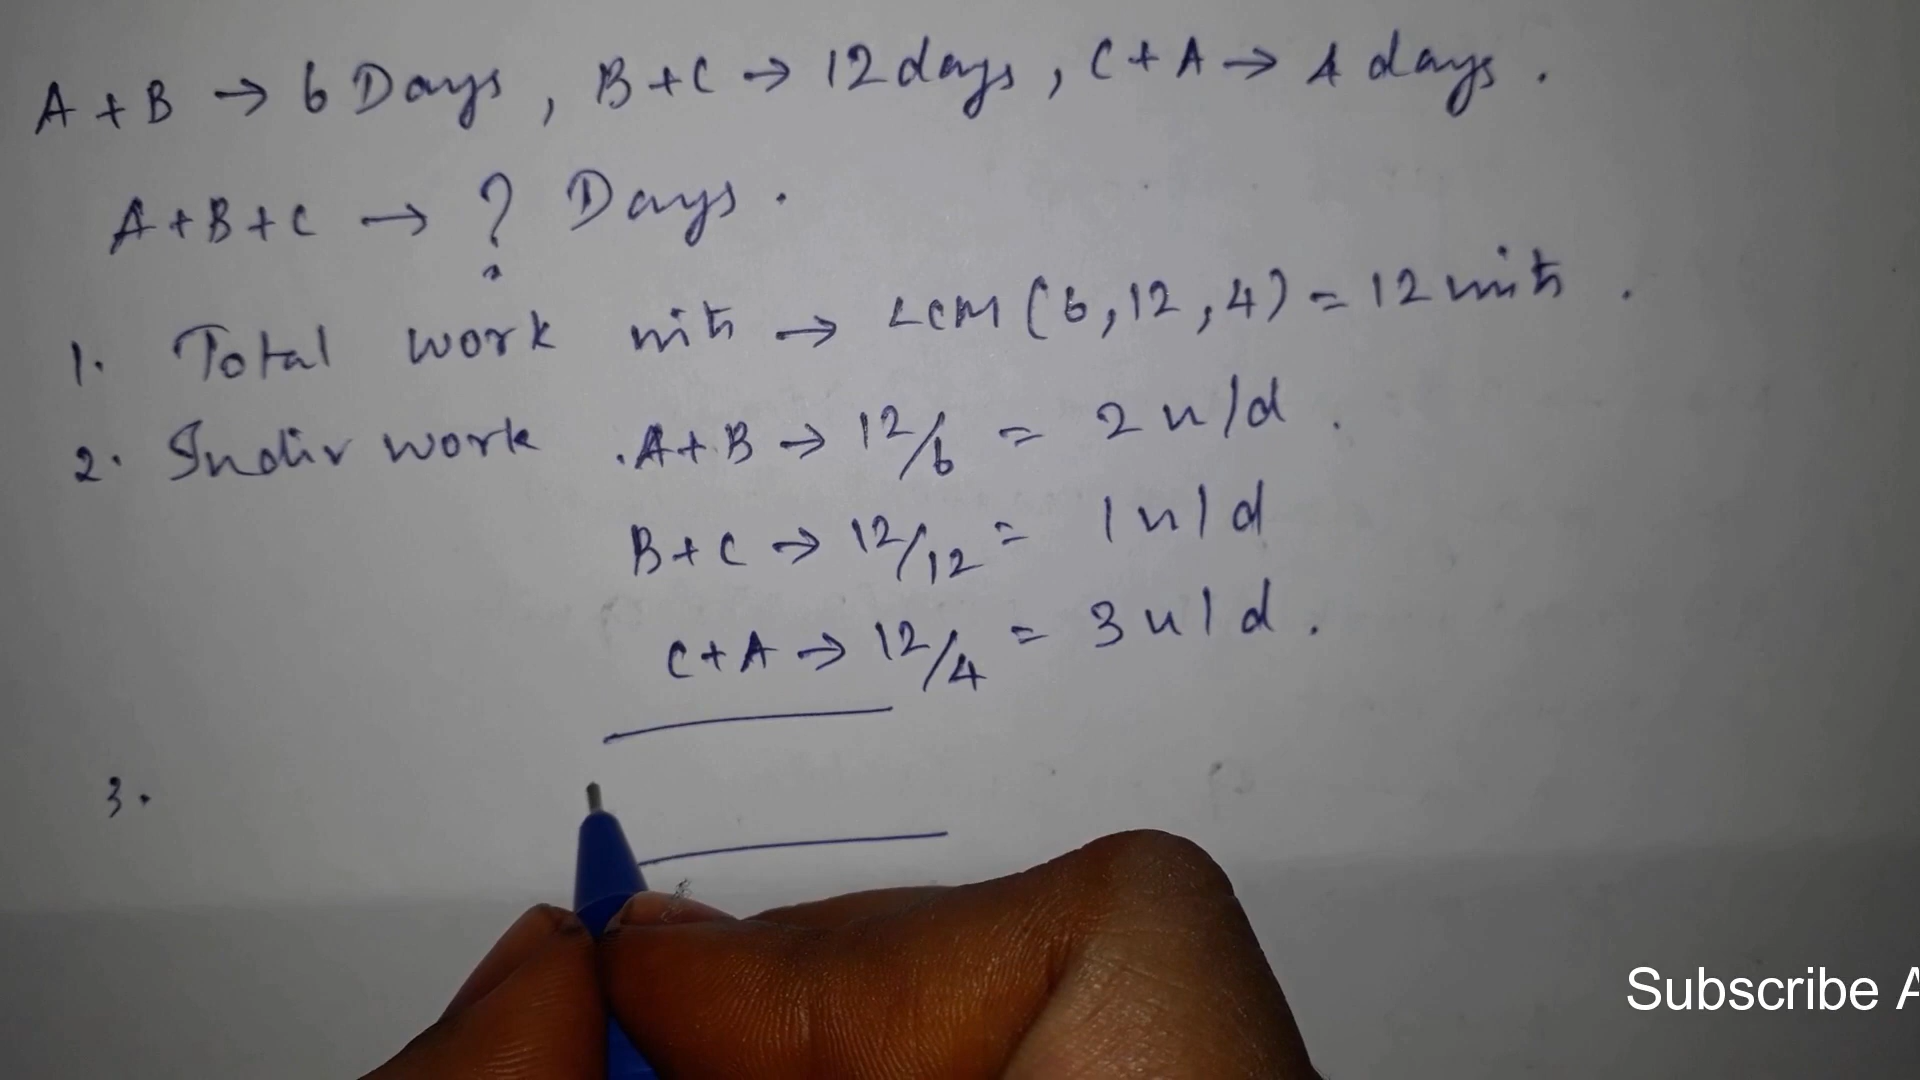 A + B → 6 Days, B + C → 12 days, C + A → 4 days.
A + B + C → ? Days.
1. Total work units → LCM (6, 12, 4) = 12 units.
2. Indiv work . A + B → 12/6 = 2 u/d.
B + C → 12/12 = 1 u/d
C + A → 12/4 = 3 u/d.
3.
Subscribe A